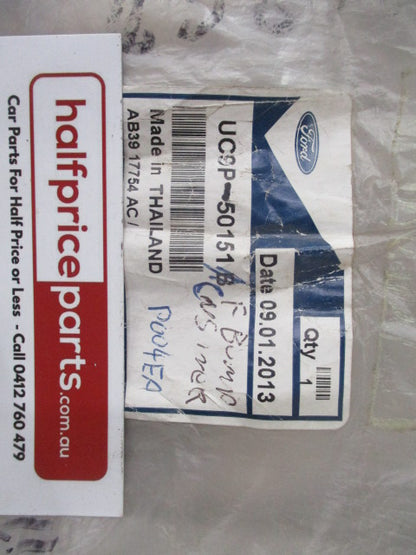 halfpriceparts.com.au
Car Parts For Half Price or Less - Call 0412 760 479
Ford
Qty 1
Date 09.01.2013
UC9P-50151
F Bump
Made in THAILAND
AB39 17754 AC /
P004EA